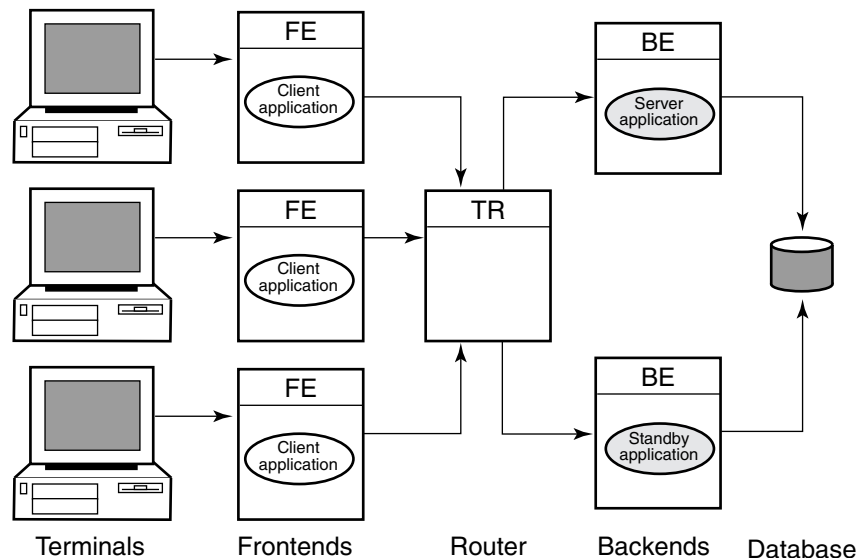 FE
Client
application
BE
Server
application
FE
Client
application
TR
FE
Client
application
BE
Standby
application
Terminals
Frontends
Router
Backends
Database